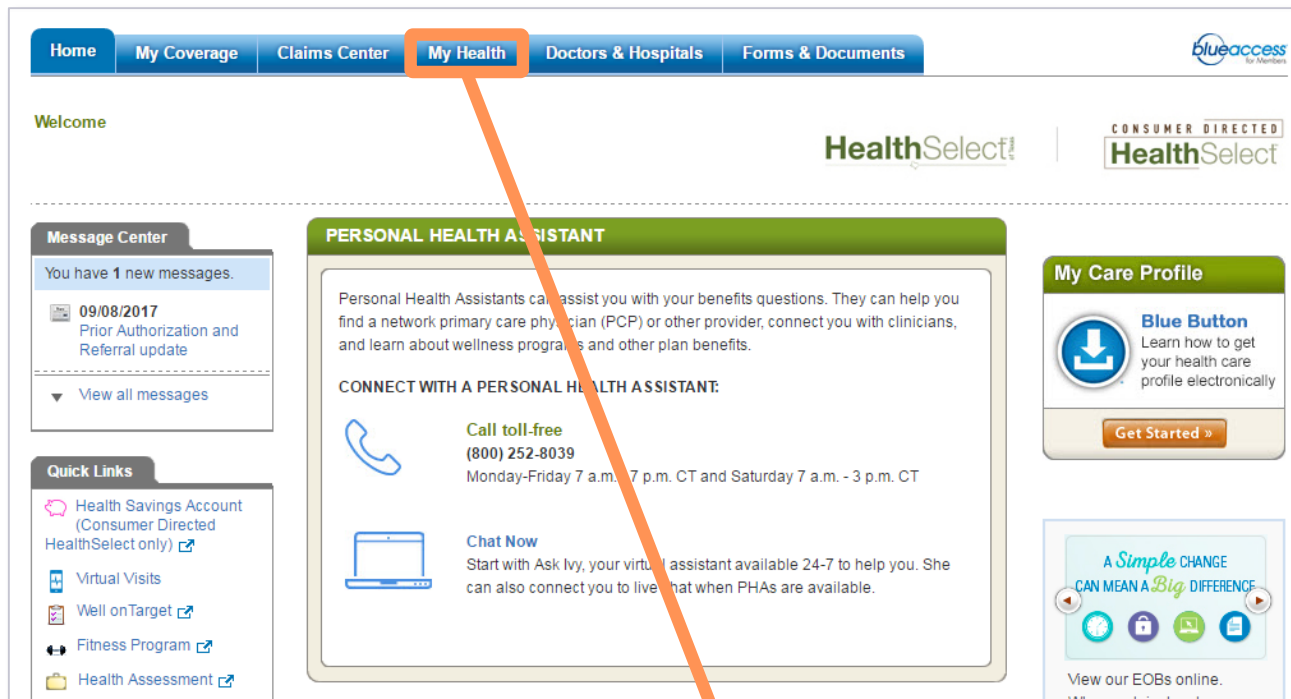 Home
My Coverage
Claims Center
My Health
Doctors & Hospitals
Forms & Documents
blueaccess
for Members
Welcome
HealthSelect
CONSUMER DIRECTED
HealthSelect
Message Center
You have 1 new messages.
09/08/2017
Prior Authorization and
Referral update
View all messages
Quick Links
Health Savings Account
(Consumer Directed
HealthSelect only)
Virtual Visits
Well onTarget
Fitness Program
Health Assessment
PERSONAL HEALTH ASSISTANT
Personal Health Assistants can assist you with your benefits questions. They can help you
find a network primary care physician (PCP) or other provider, connect you with clinicians,
and learn about wellness programs and other plan benefits.
CONNECT WITH A PERSONAL HEALTH ASSISTANT:
Call toll-free
(800) 252-8039
Monday-Friday 7 a.m. - 7 p.m. CT and Saturday 7 a.m. - 3 p.m. CT
Chat Now
Start with Ask Ivy, your virtual assistant available 24-7 to help you. She
can also connect you to live chat when PHAs are available.
My Care Profile
Blue Button
Learn how to get
your health care
profile electronically
Get Started »
A Simple CHANGE
CAN MEAN A Big DIFFERENCE
View our EOBs online.